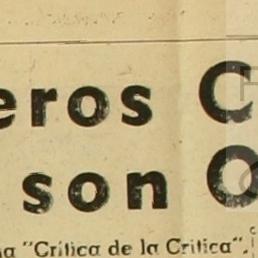 eros C
son O
a "Crítica de la Crítica".